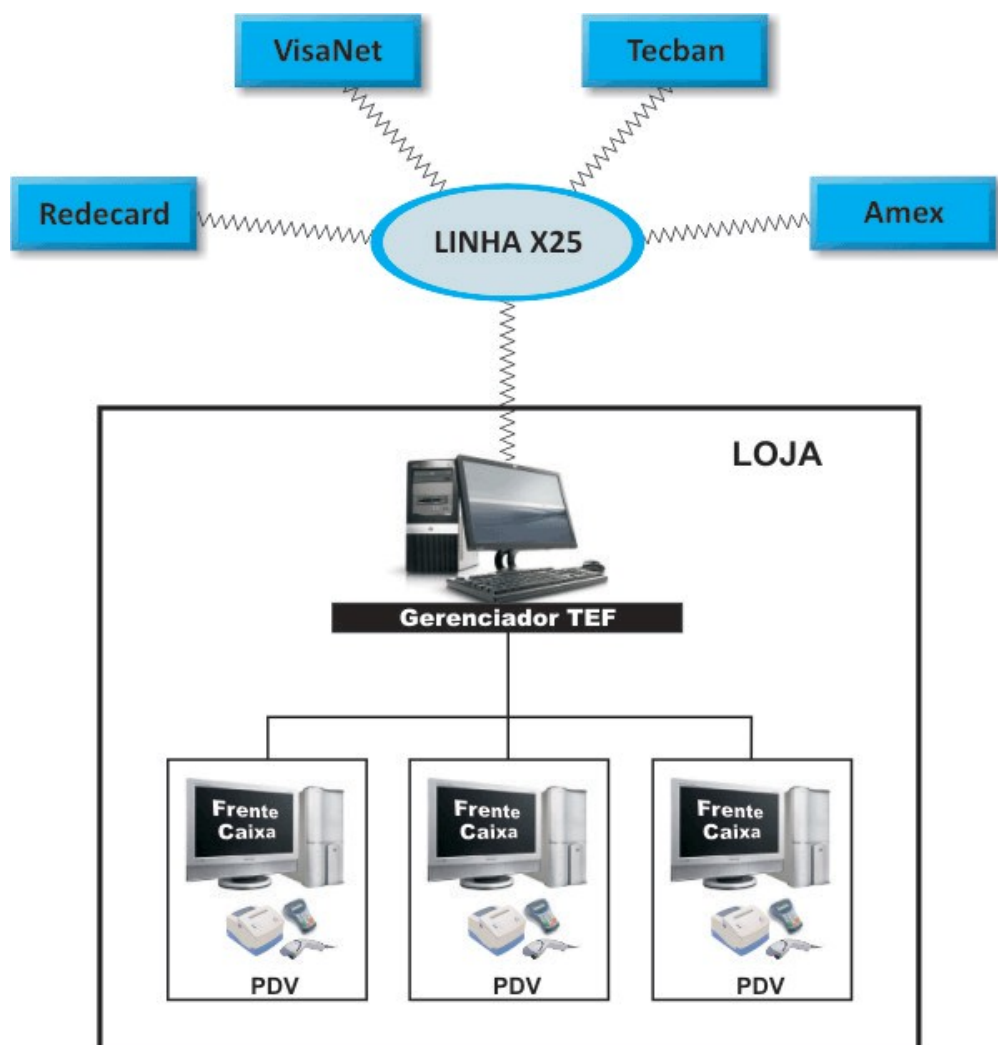 VisaNet
Tecban
Redecard
LINHA X25
Amex
LOJA
Gerenciador TEF
Frente
Caixa
Frente
Caixa
Frente
Caixa
PDV
PDV
PDV